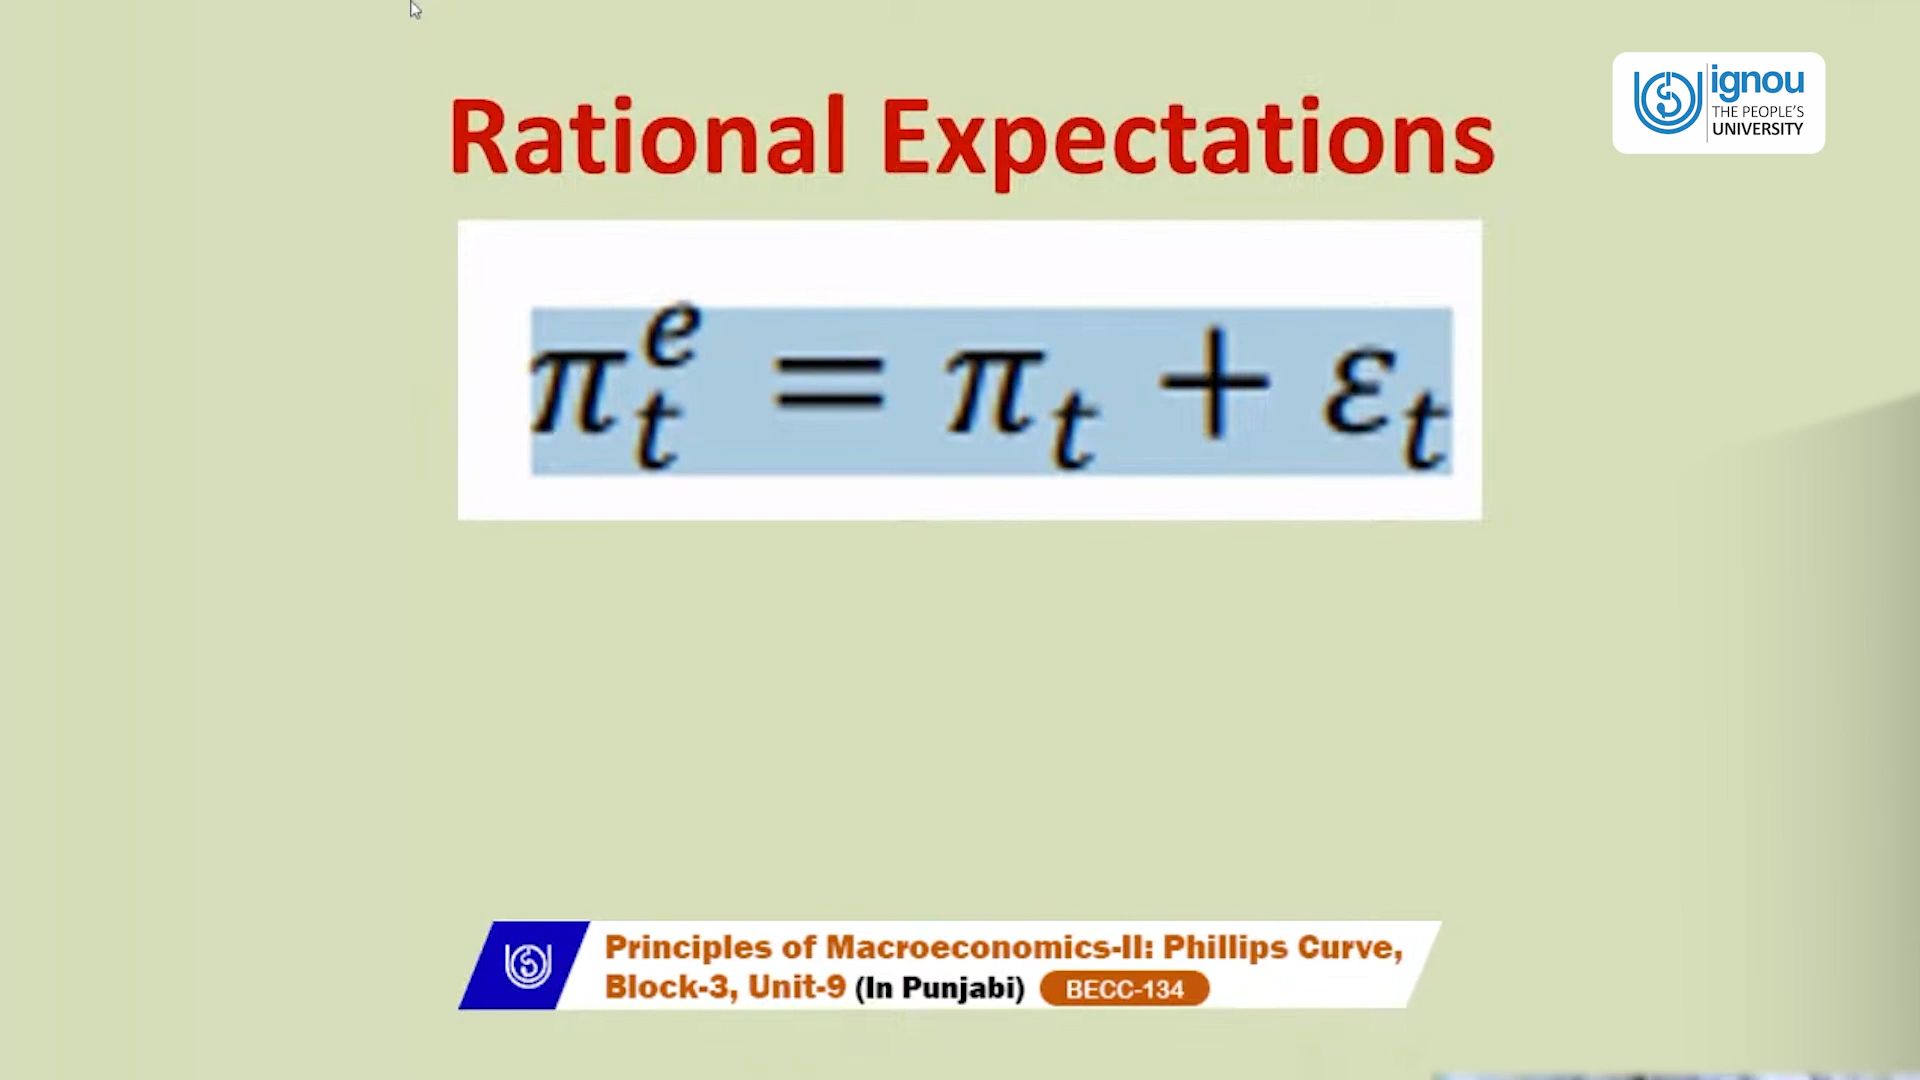 ignou
THE PEOPLE'S
UNIVERSITY
Rational Expectations
π_t^e = π_t + ε_t
Principles of Macroeconomics-II: Phillips Curve,
Block-3, Unit-9 (In Punjabi) BECC-134